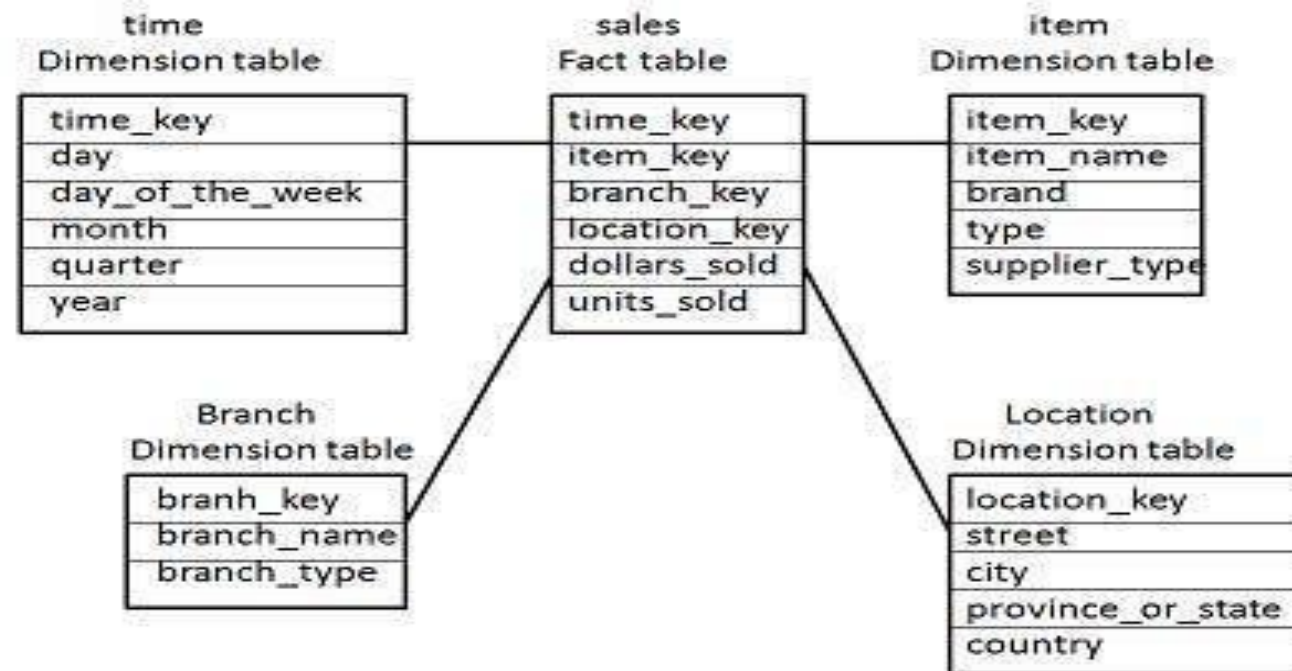 time
Dimension table
time_key
day
day_of_the_week
month
quarter
year
sales
Fact table
time_key
item_key
branch_key
location_key
dollars_sold
units_sold
item
Dimension table
item_key
item_name
brand
type
supplier_type
Branch
Dimension table
branh_key
branch_name
branch_type
Location
Dimension table
location_key
street
city
province_or_state
country